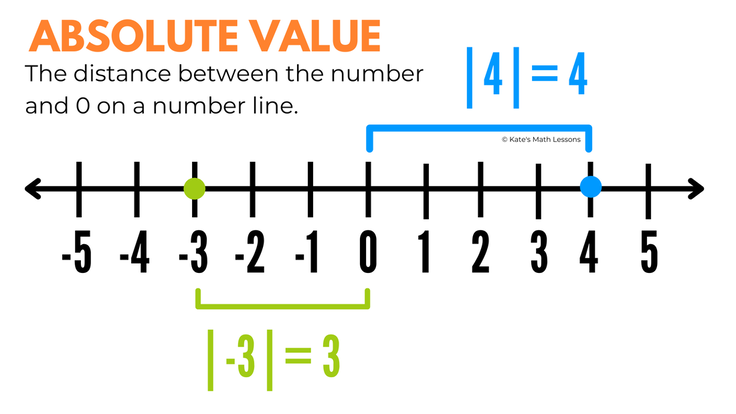 ABSOLUTE VALUE
The distance between the number
and 0 on a number line.
|4| = 4
© Kate's Math Lessons
-5 -4 -3 -2 -1 0 1 2 3 4 5
|-3| = 3